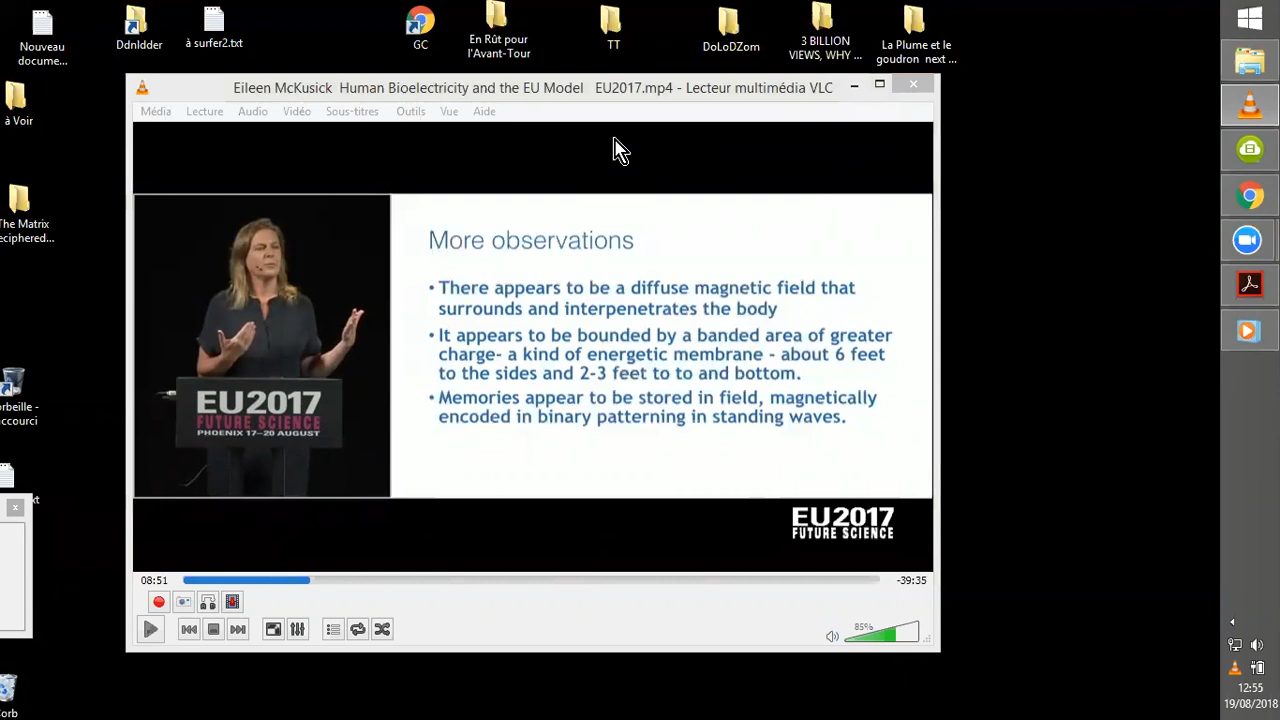 Nouveau
docume...
DdnIdder
à surfer2.txt
GC
En Rût pour
l'Avant-Tour
TT
DoLoDZom
3 BILLION
VIEWS, WHY ...
La Plume et le
goudron next ...
à Voir
The Matrix
eciphered...
orbeille -
ccourci
xt
Corb
Eileen McKusick Human Bioelectricity and the EU Model EU2017.mp4 - Lecteur multimédia VLC
Média Lecture Audio Vidéo Sous-titres Outils Vue Aide
More observations
• There appears to be a diffuse magnetic field that
surrounds and interpenetrates the body
• It appears to be bounded by a banded area of greater
charge- a kind of energetic membrane - about 6 feet
to the sides and 2-3 feet to to and bottom.
• Memories appear to be stored in field, magnetically
encoded in binary patterning in standing waves.
EU2017
FUTURE SCIENCE
PHOENIX 17–20 AUGUST
EU2017
FUTURE SCIENCE
08:51
-39:35
85%
12:55
19/08/2018